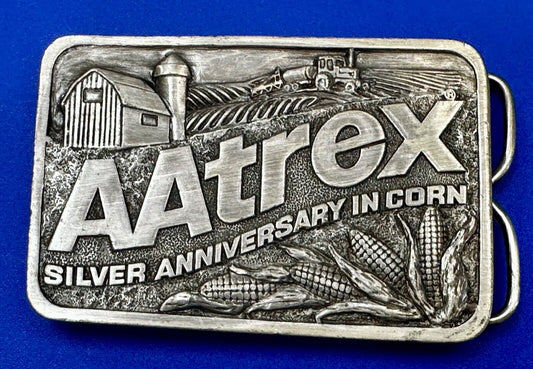 AAtrex®
SILVER ANNIVERSARY IN CORN